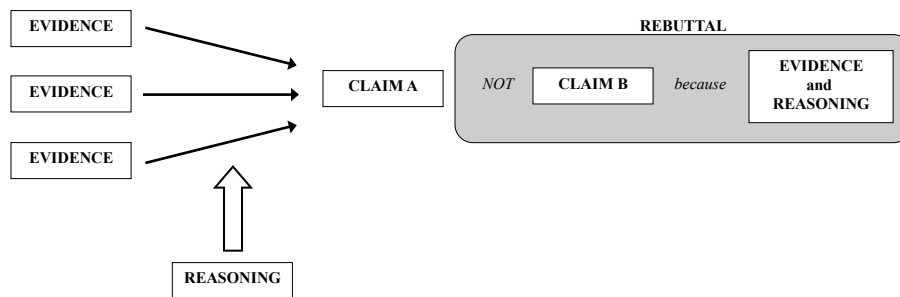 REBUTTAL
EVIDENCE
EVIDENCE
EVIDENCE
CLAIM A
NOT
CLAIM B
because
EVIDENCE
and
REASONING
REASONING